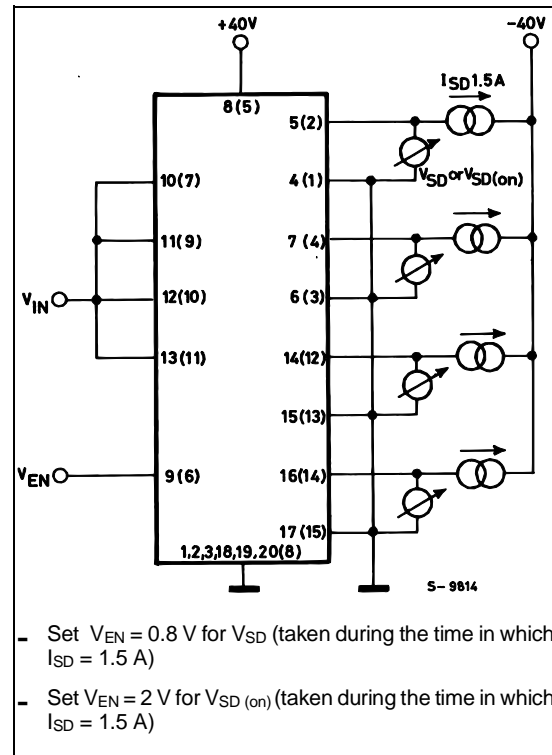 +40V
-40V
8(5)
I SD 1.5 A
5(2)
10(7)
4(1)
VSD or VSD(on)
11(9)
7(4)
VIN
12(10)
6(3)
13(11)
14(12)
15(13)
VEN
9(6)
16(14)
17(15)
1,2,3,18,19,20(8)
S-9814
- Set VEN = 0.8 V for VSD (taken during the time in which
ISD = 1.5 A)
- Set VEN = 2 V for VSD (on) (taken during the time in which
ISD = 1.5 A)